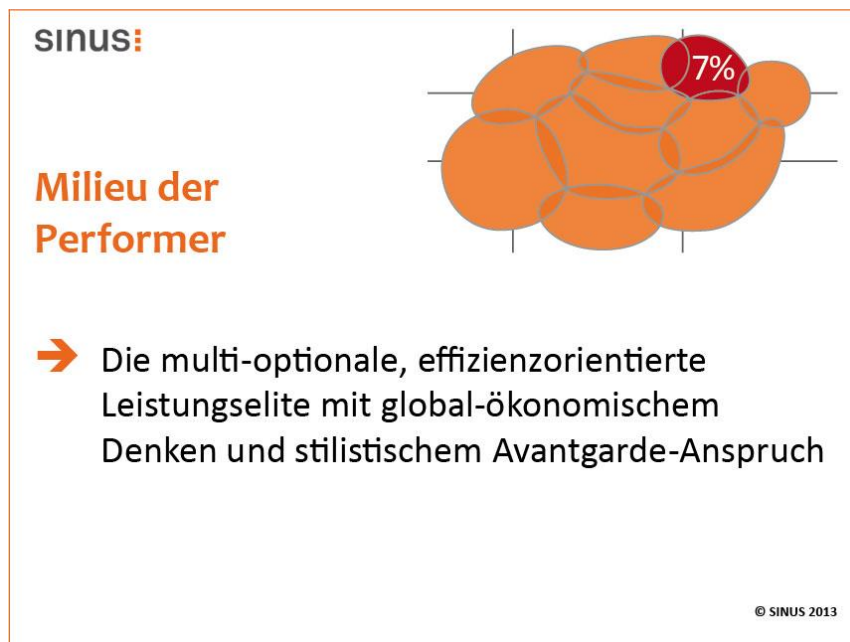 sinus:
7%
Milieu der
Performer
Die multi-optionale, effizienzorientierte
Leistungselite mit global-ökonomischem
Denken und stilistischem Avantgarde-Anspruch
© SINUS 2013